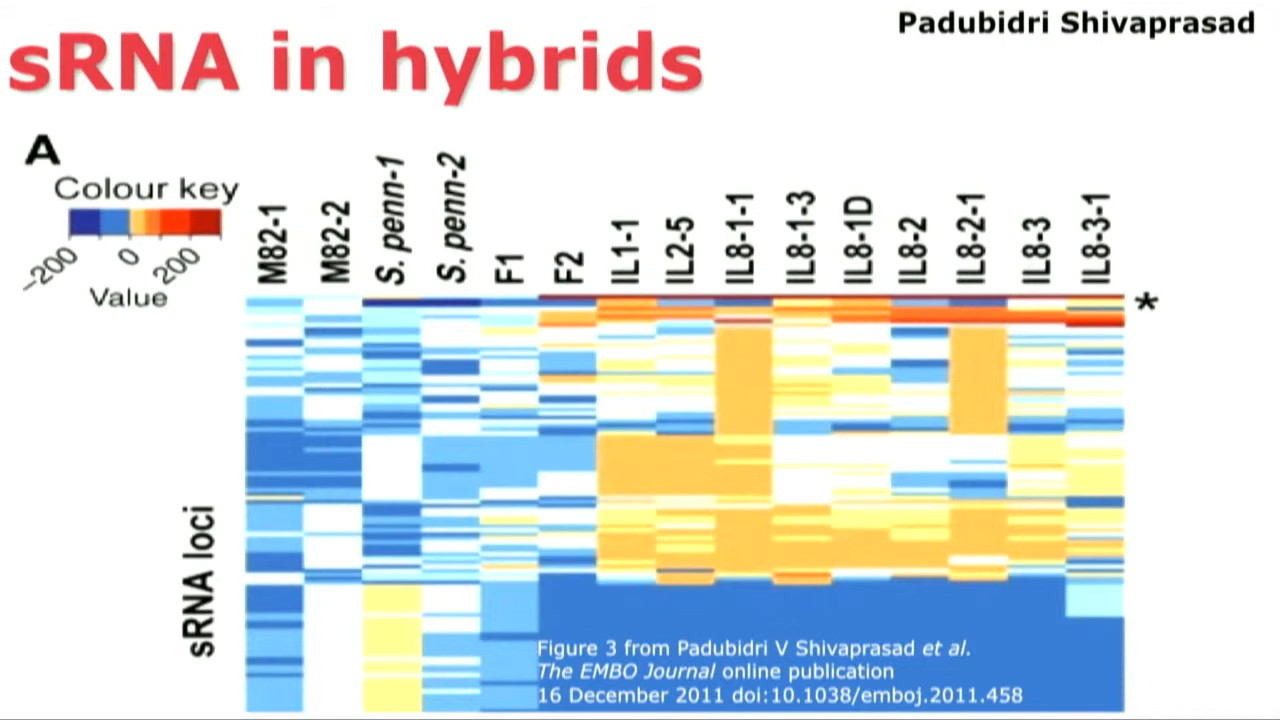 Padubidri Shivaprasad
sRNA in hybrids
A
Colour key
-200 0 200
Value
M82-1 M82-2 S. penn-1 S. penn-2 F1 F2 IL1-1 IL2-5 IL8-1-1 IL8-1-3 IL8-1D IL8-2 IL8-2-1 IL8-3 IL8-3-1
*
sRNA loci
Figure 3 from Padubidri V Shivaprasad et al.
The EMBO Journal online publication
16 December 2011 doi:10.1038/emboj.2011.458